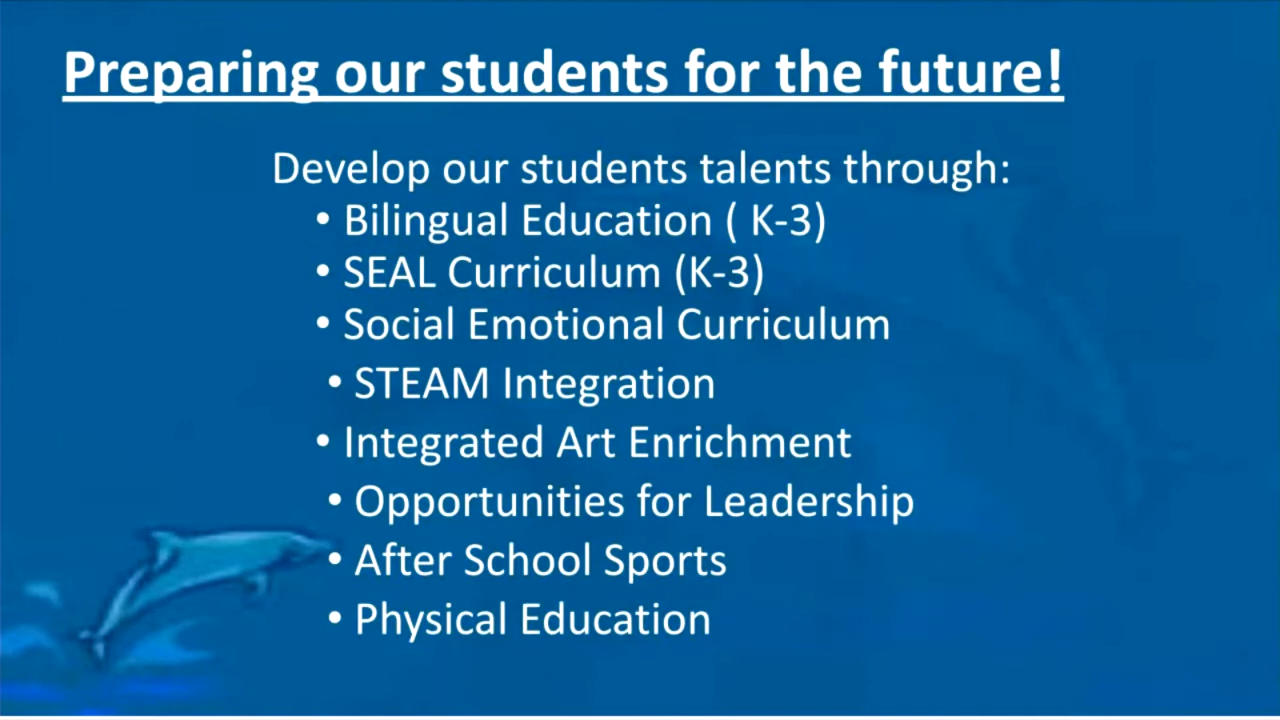 Preparing our students for the future!
Develop our students talents through:
• Bilingual Education ( K-3)
• SEAL Curriculum (K-3)
• Social Emotional Curriculum
• STEAM Integration
• Integrated Art Enrichment
• Opportunities for Leadership
• After School Sports
• Physical Education